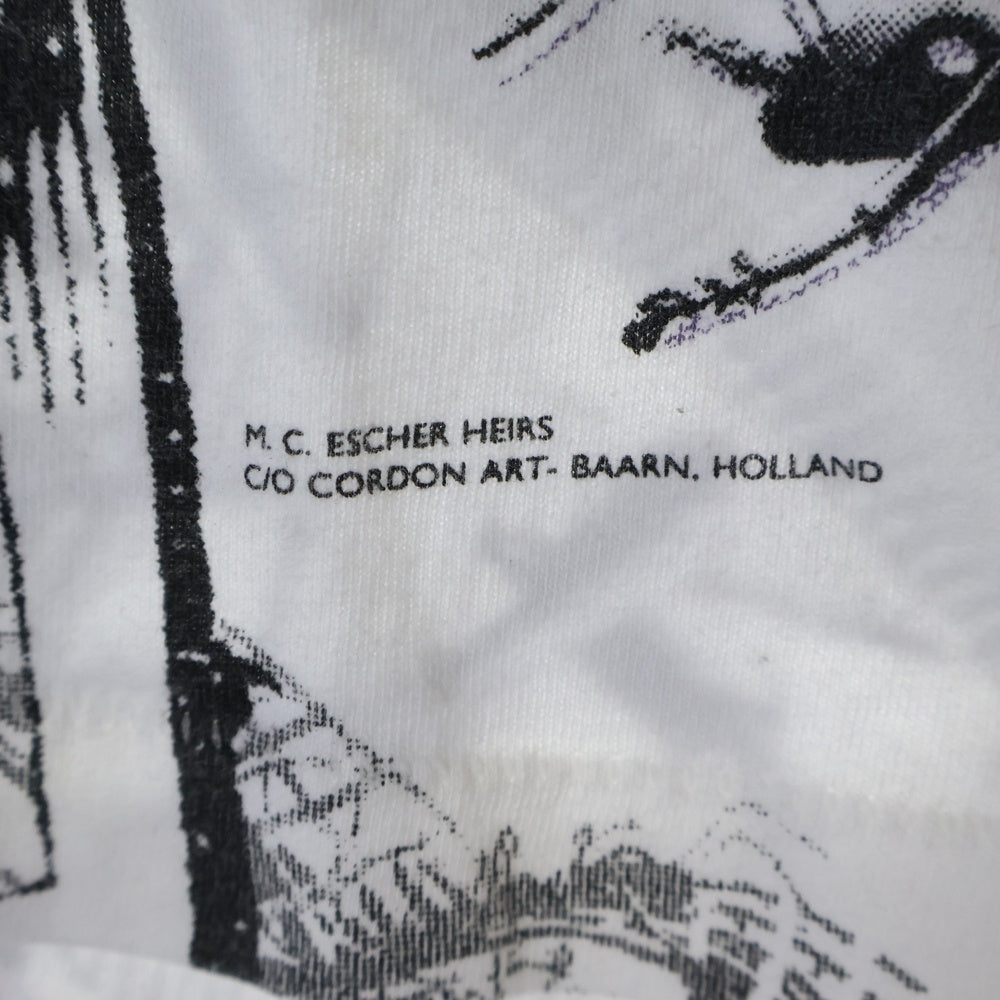 M. C. ESCHER HEIRS
C/O CORDON ART- BAARN. HOLLAND